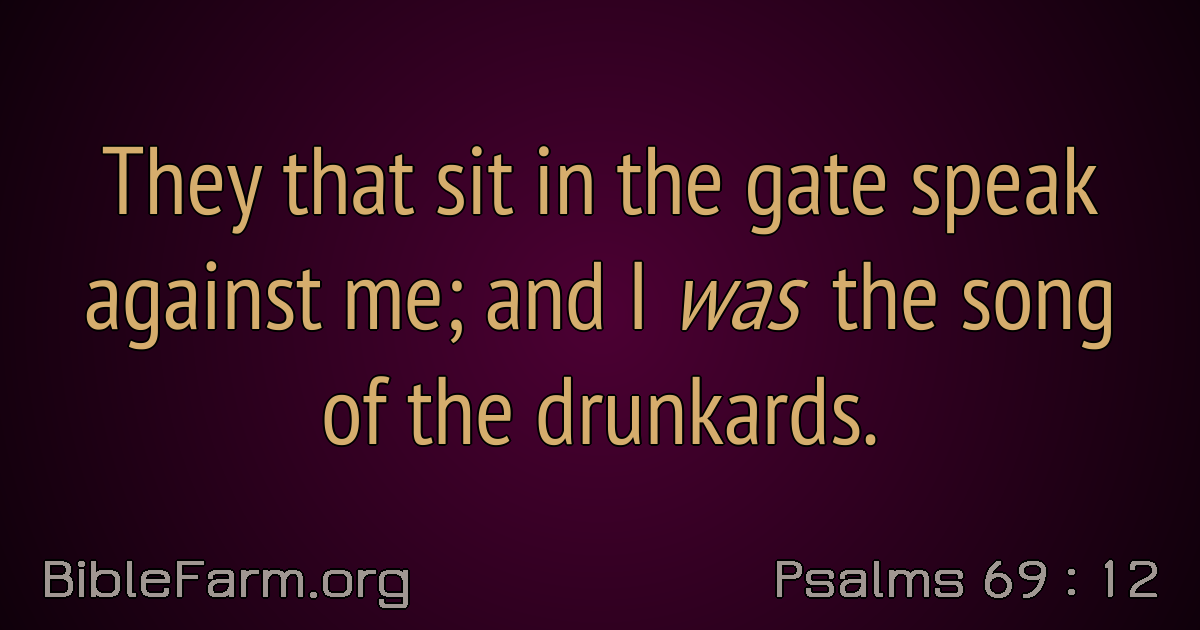 They that sit in the gate speak
against me; and I was the song
of the drunkards.
BibleFarm.org
Psalms 69 : 12